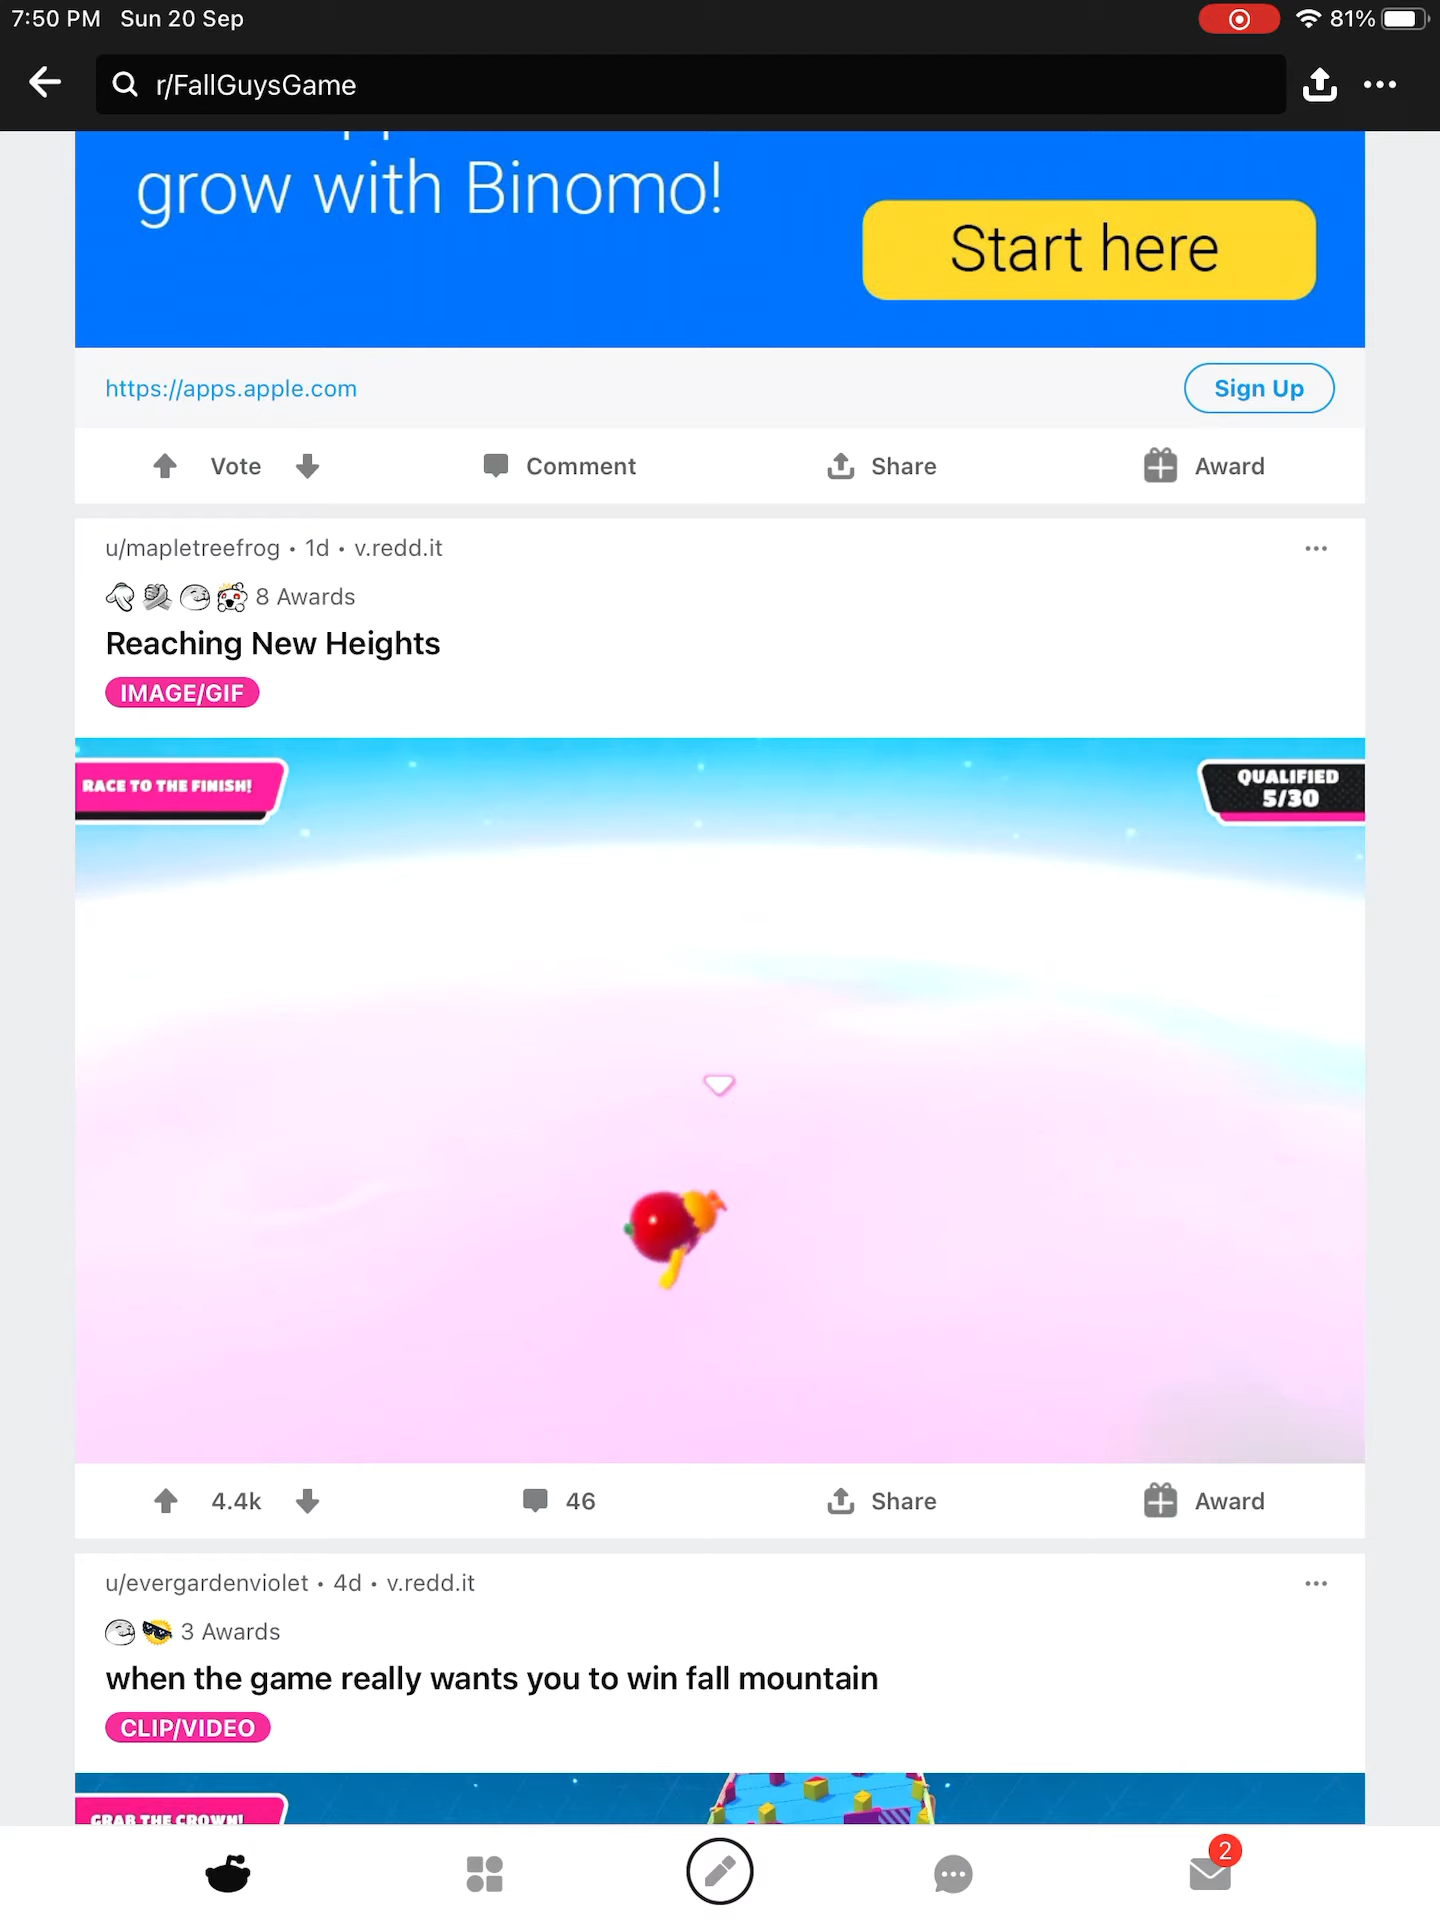 7:50 PM Sun 20 Sep 81%
r/FallGuysGame
grow with Binomo!
Start here
https://apps.apple.com Sign Up
Vote Comment Share Award
u/mapletreefrog • 1d • v.redd.it
8 Awards
Reaching New Heights
IMAGE/GIF
RACE TO THE FINISH!
QUALIFIED
5/30
4.4k 46 Share Award
u/evergardenviolet • 4d • v.redd.it
3 Awards
when the game really wants you to win fall mountain
CLIP/VIDEO
GRAB THE CROWN!
2